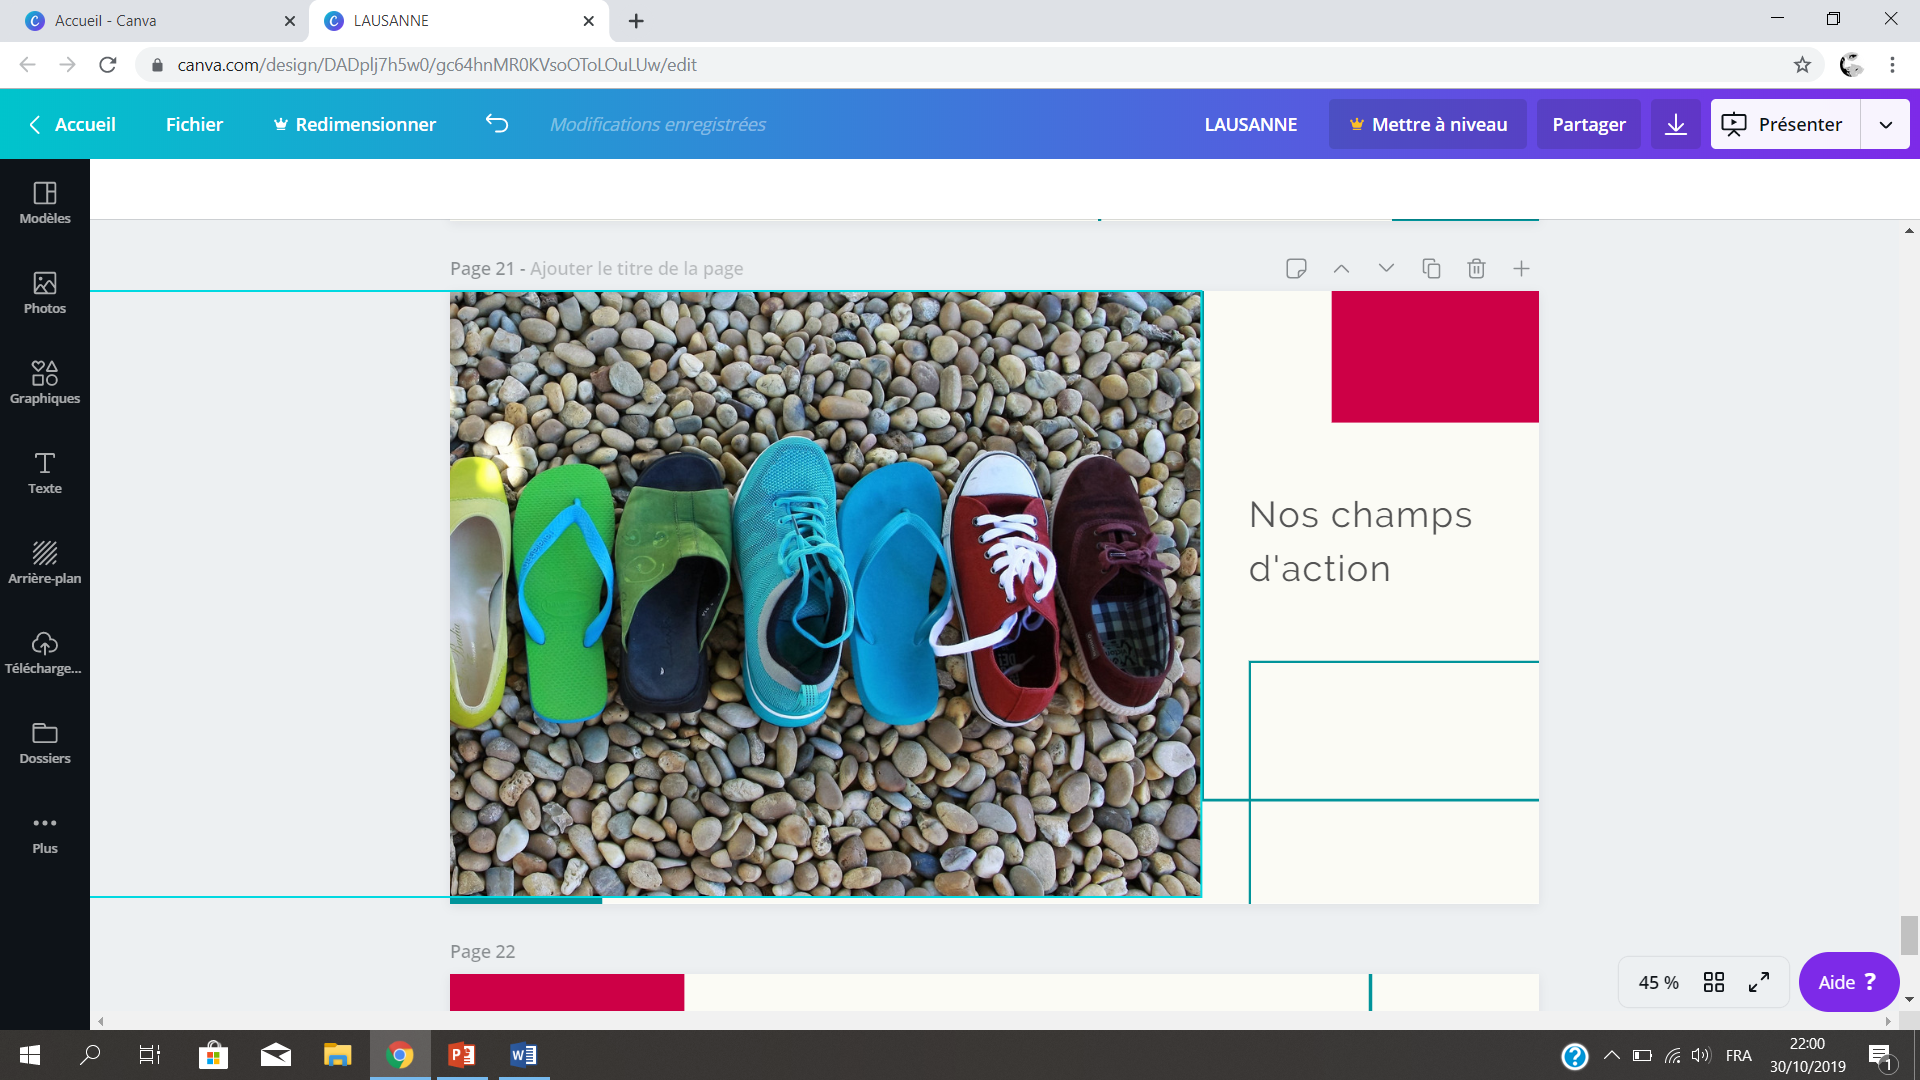 Accueil - Canva
LAUSANNE
canva.com/design/DADplj7h5w0/gc64hnMR0KVsoOToLOuLUw/edit
Accueil
Fichier
Redimensionner
Modifications enregistrées
LAUSANNE
Mettre à niveau
Partager
Présenter
Modèles
Photos
Graphiques
Texte
Arrière-plan
Télécharge...
Dossiers
Plus
Page 21 - Ajouter le titre de la page
Nos champs
d'action
Page 22
45 %
Aide ?
FRA
22:00
30/10/2019
1